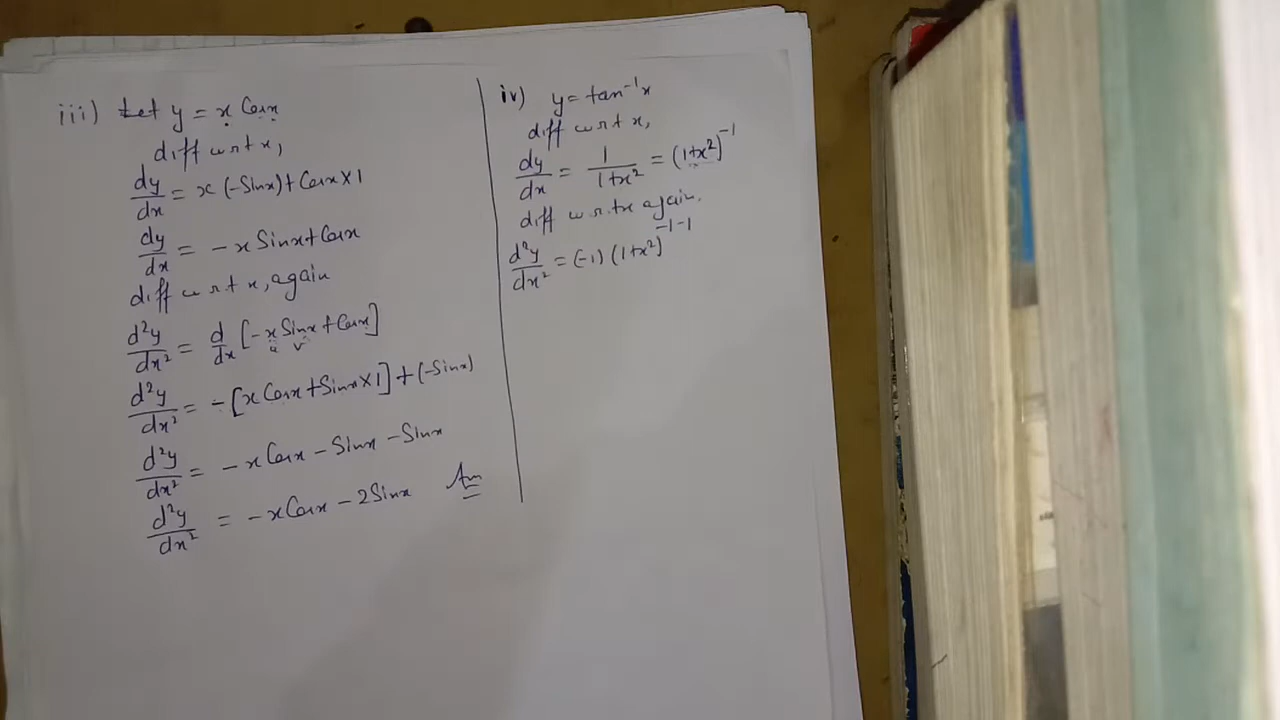 iii) Let y = x Cosx
diff w.r.t x,
dy/dx = x (-Sinx) + Cosx × 1
dy/dx = - x Sinx + Cosx
diff w.r.t x, again
d²y/dx² = d/dx [-x Sinx + Cosx]
u v
d²y/dx² = -[x Cosx + Sinx × 1] + (-Sinx)
d²y/dx² = -x Cosx - Sinx - Sinx
d²y/dx² = -x Cosx - 2 Sinx Ans
iv) y = tan⁻¹x
diff w.r.t x,
dy/dx = 1/(1+x²) = (1+x²)⁻¹
diff w.r.t x again.
d²y/dx² = (-1) (1+x²)⁻¹⁻¹